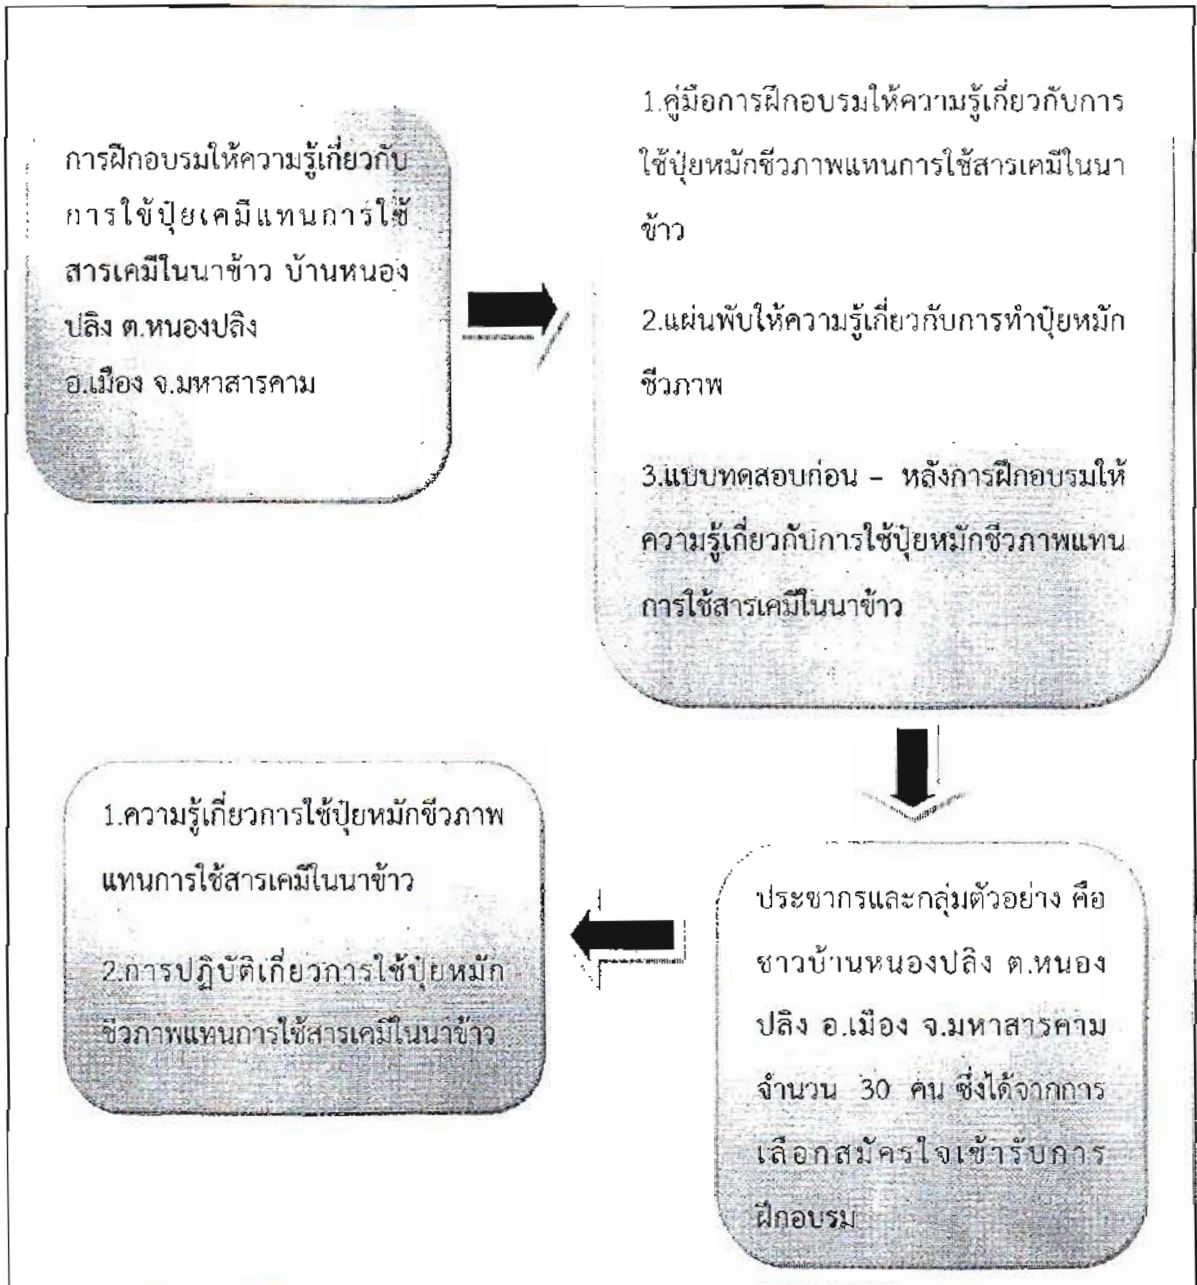 การฝึกอบรมให้ความรู้เกี่ยวกับ
การใช้ปุ๋ยเคมีแทนการใช้
สารเคมีในนาข้าว บ้านหนอง
ปลิง ต.หนองปลิง
อ.เมือง จ.มหาสารคาม
1.คู่มือการฝึกอบรมให้ความรู้เกี่ยวกับการ
ใช้ปุ๋ยหมักชีวภาพแทนการใช้สารเคมีในนา
ข้าว
2.แผ่นพับให้ความรู้เกี่ยวกับการทำปุ๋ยหมัก
ชีวภาพ
3.แบบทดสอบก่อน – หลังการฝึกอบรมให้
ความรู้เกี่ยวกับการใช้ปุ๋ยหมักชีวภาพแทน
การใช้สารเคมีในนาข้าว
ประชากรและกลุ่มตัวอย่าง คือ
ชาวบ้านหนองปลิง ต.หนอง
ปลิง อ.เมือง จ.มหาสารคาม
จำนวน 30 คน ซึ่งได้จากการ
เลือกสมัครใจเข้ารับการ
ฝึกอบรม
1.ความรู้เกี่ยวการใช้ปุ๋ยหมักชีวภาพ
แทนการใช้สารเคมีในนาข้าว
2.การปฏิบัติเกี่ยวการใช้ปุ๋ยหมัก
ชีวภาพแทนการใช้สารเคมีในนาข้าว